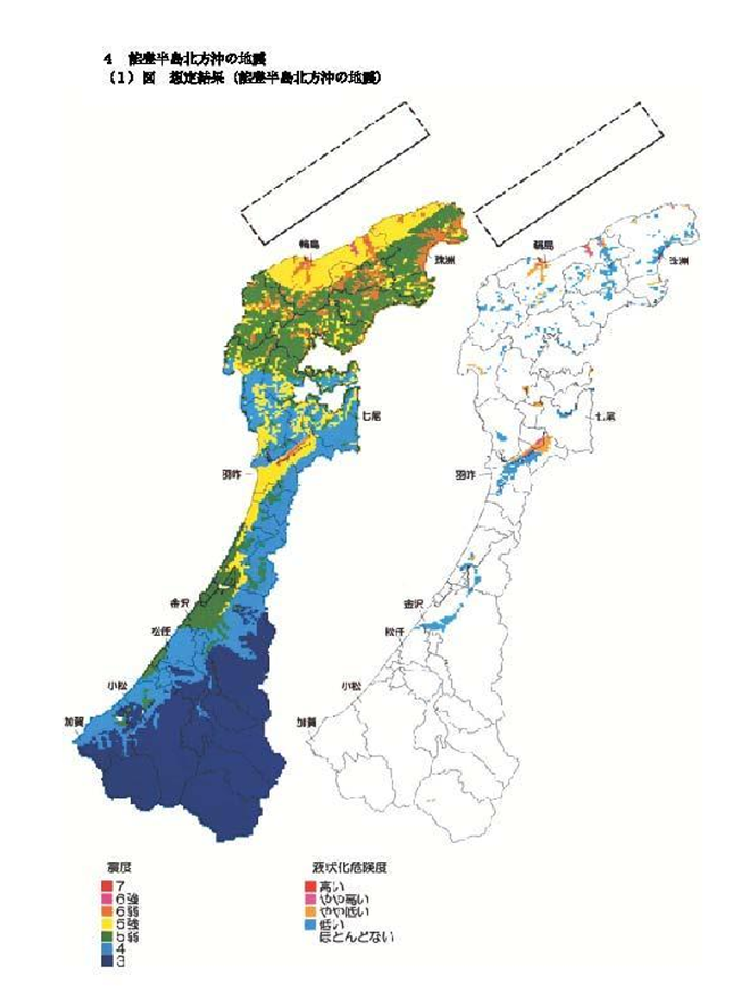 4 能登半島北方沖の地震
(1) 図 想定結果 (能登半島北方沖の地震)
輪島
珠洲
七尾
羽咋
金沢
松任
小松
加賀
輪島
珠洲
七尾
羽咋
金沢
松任
小松
加賀
震度
7
6強
6弱
5強
5弱
4
3
液状化危険度
高い
やや高い
やや低い
低い
ほとんどない